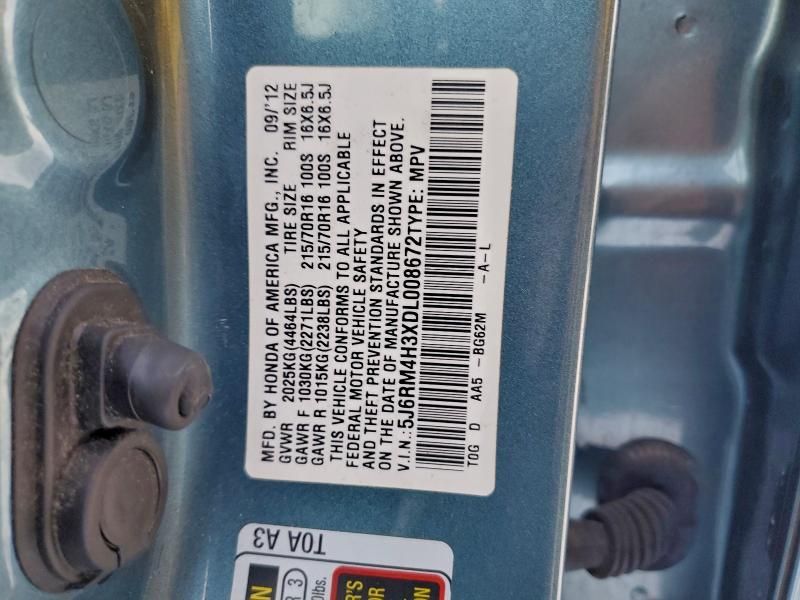 MFD. BY HONDA OF AMERICA MFG., INC. 09/'12
GVWR 2025KG(4464LBS) TIRE SIZE RIM SIZE
GAWR F 1030KG(2271LBS) 215/70R16 100S 16X6.5J
GAWR R 1015KG(2238LBS) 215/70R16 100S 16X6.5J
THIS VEHICLE CONFORMS TO ALL APPLICABLE
FEDERAL MOTOR VEHICLE SAFETY
AND THEFT PREVENTION STANDARDS IN EFFECT
ON THE DATE OF MANUFACTURE SHOWN ABOVE.
V.I.N.:5J6RM4H3XDL008672TYPE: MPV
T0G D AA5 -BG62M -A-L
T0A A3